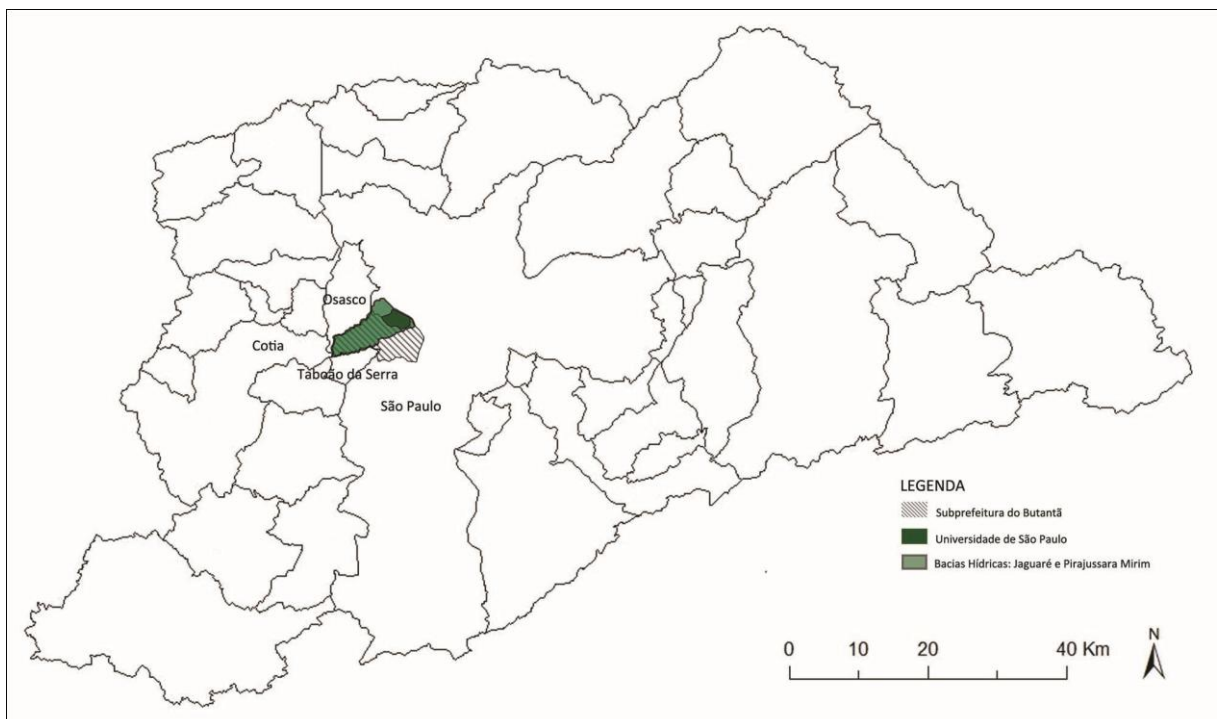 Osasco
Cotia
Taboão da Serra
São Paulo
LEGENDA
Subprefeitura do Butantã
Universidade de São Paulo
Bacias Hídricas: Jaguaré e Pirajussara Mirim
0 10 20 40 Km
N